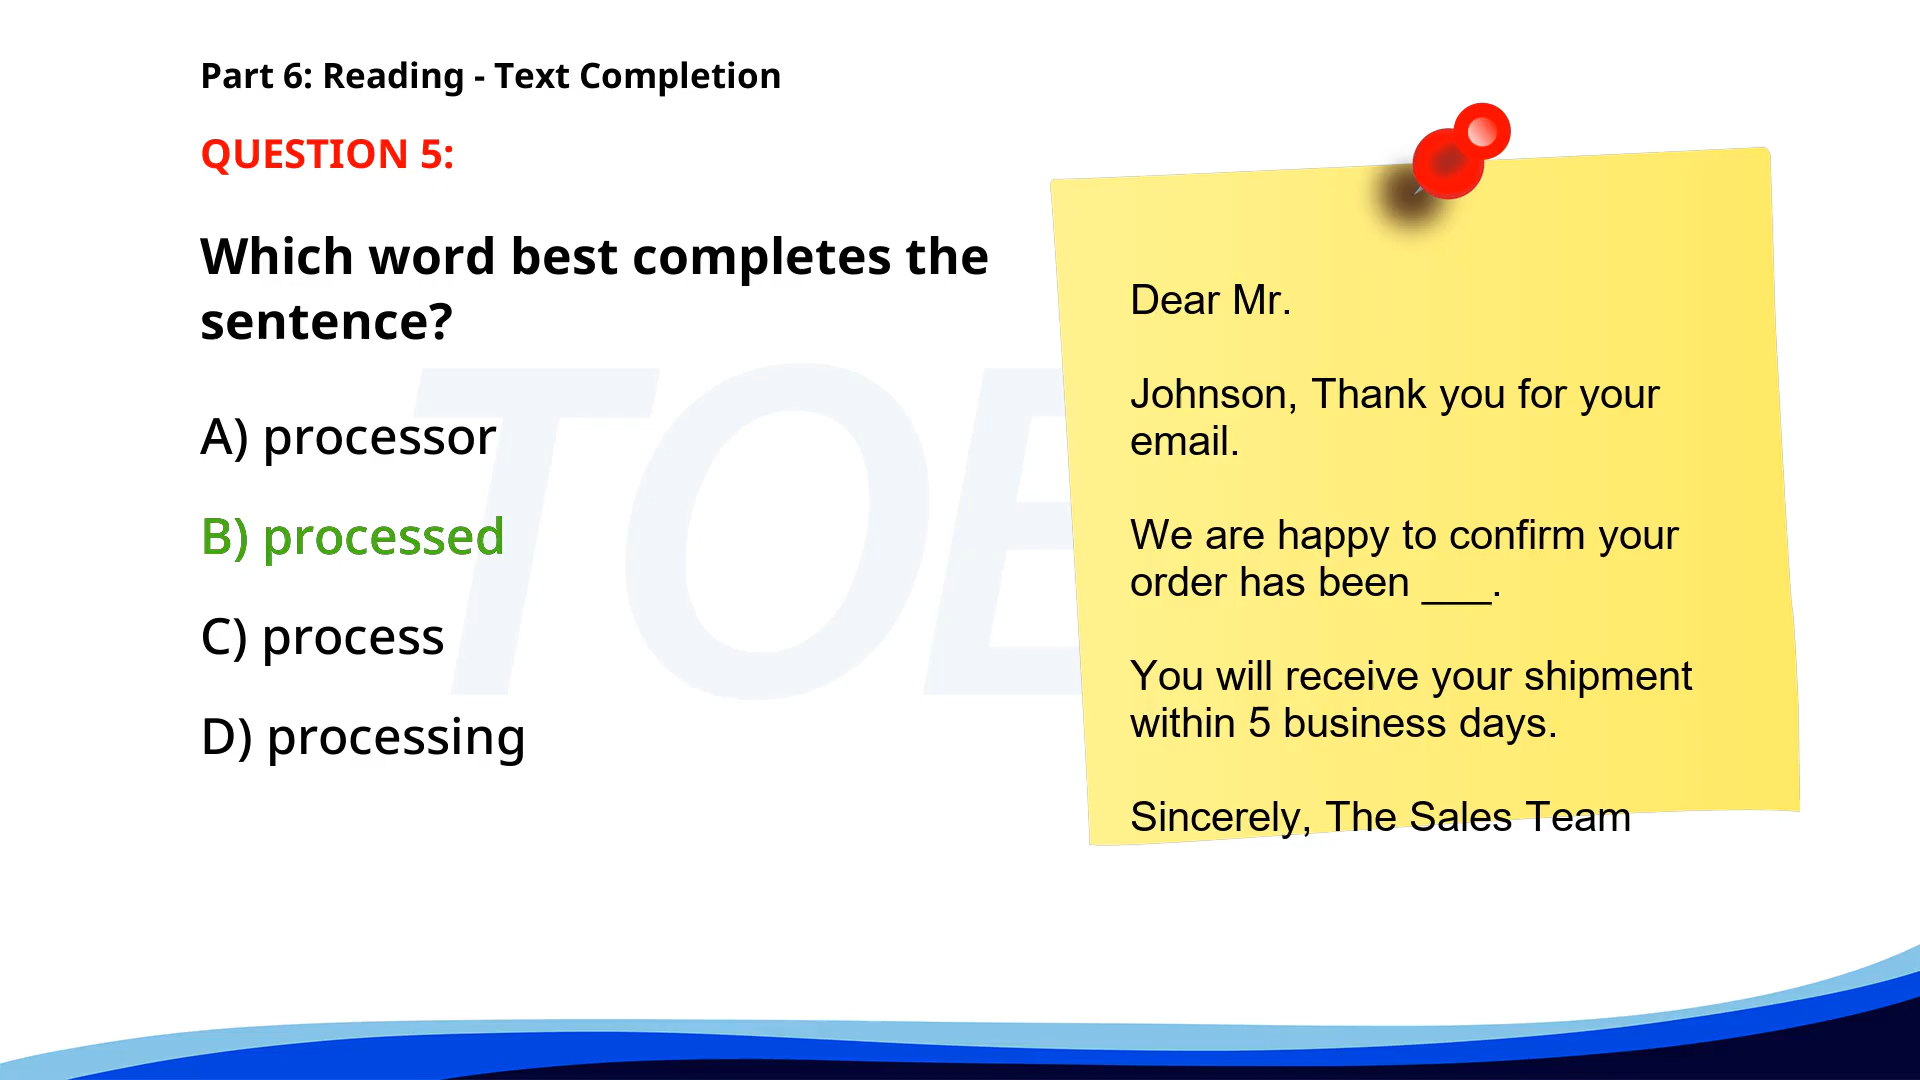 Part 6: Reading - Text Completion
QUESTION 5:
Which word best completes the
sentence?
A) processor
B) processed
C) process
D) processing
Dear Mr.
Johnson, Thank you for your
email.
We are happy to confirm your
order has been ___.
You will receive your shipment
within 5 business days.
Sincerely, The Sales Team